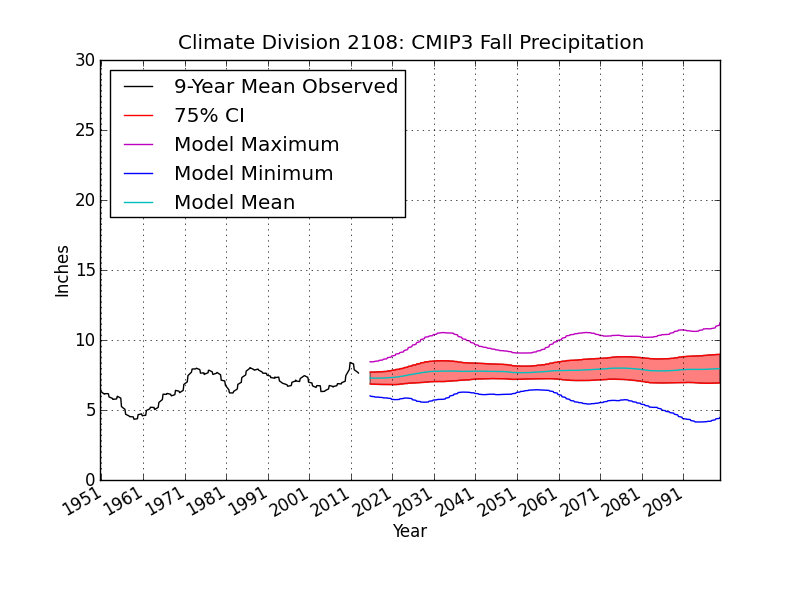 Climate Division 2108: CMIP3 Fall Precipitation
30
25
20
15
10
5
0
Inches
9-Year Mean Observed
75% CI
Model Maximum
Model Minimum
Model Mean
1951
1961
1971
1981
1991
2001
2011
2021
2031
2041
2051
2061
2071
2081
2091
Year